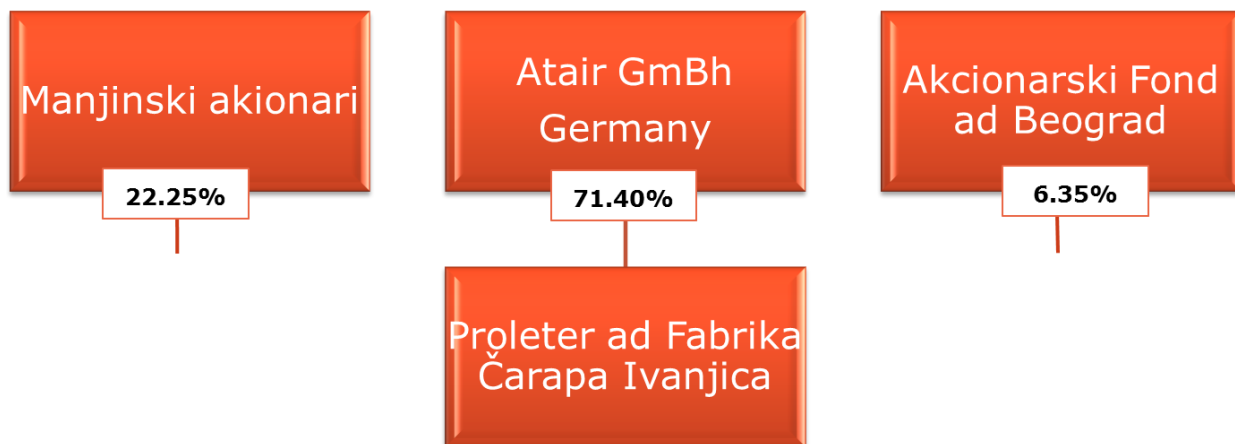 Manjinski akionari
22.25%
Atair GmBh
Germany
71.40%
Akcionarski Fond
ad Beograd
6.35%
Proleter ad Fabrika
Čarapa Ivanjica